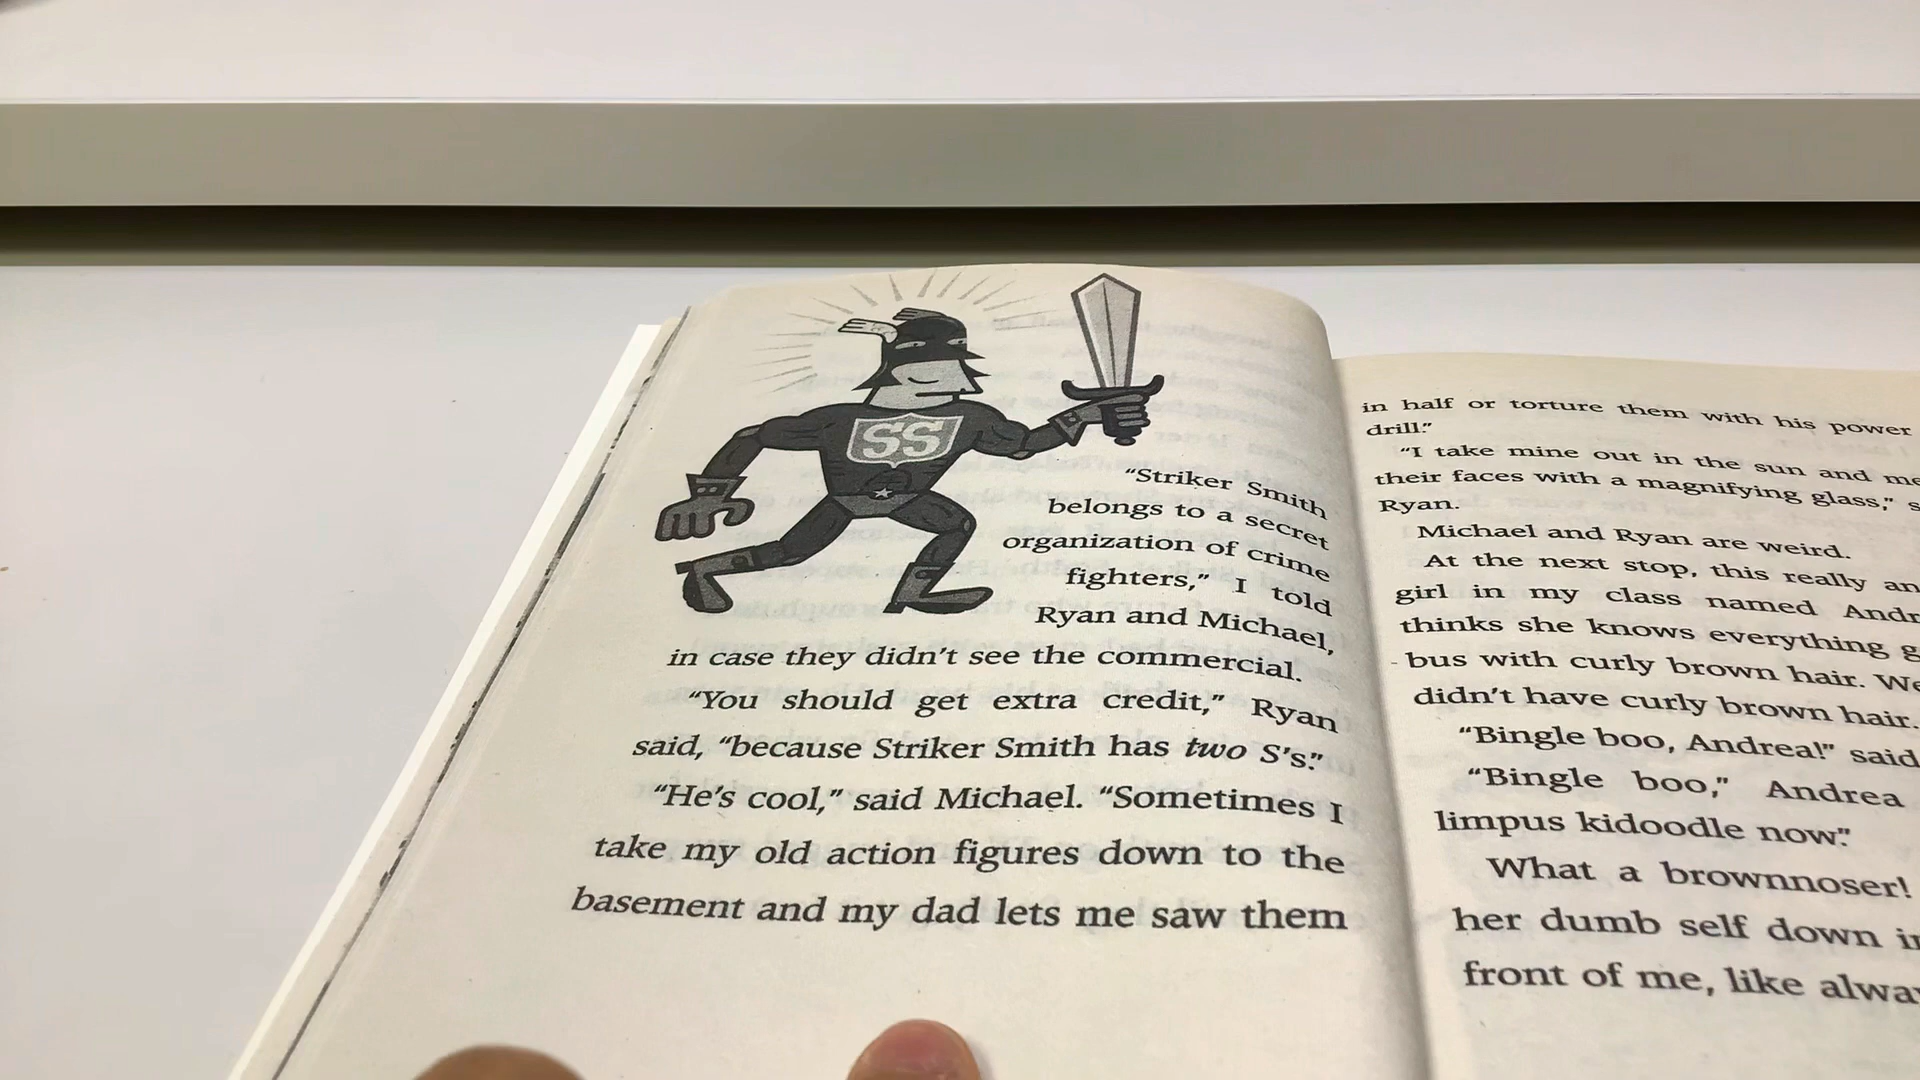 SS
“Striker Smith
belongs to a secret
organization of crime
fighters,” I told
Ryan and Michael,
in case they didn’t see the commercial.
“You should get extra credit,” Ryan
said, “because Striker Smith has two S’s.”
“He’s cool,” said Michael. “Sometimes I
take my old action figures down to the
basement and my dad lets me saw them
in half or torture them with his power
drill.”
“I take mine out in the sun and
their faces with a magnifying glass,”
Ryan.
Michael and Ryan are weird.
At the next stop, this really
girl in my class named
thinks she knows everything
bus with curly brown hair.
didn’t have curly brown hair.
“Bingle boo, Andrea!” said
“Bingle boo,” Andrea
limpus kidoodle now.”
What a brownnoser!
her dumb self down
front of me, like